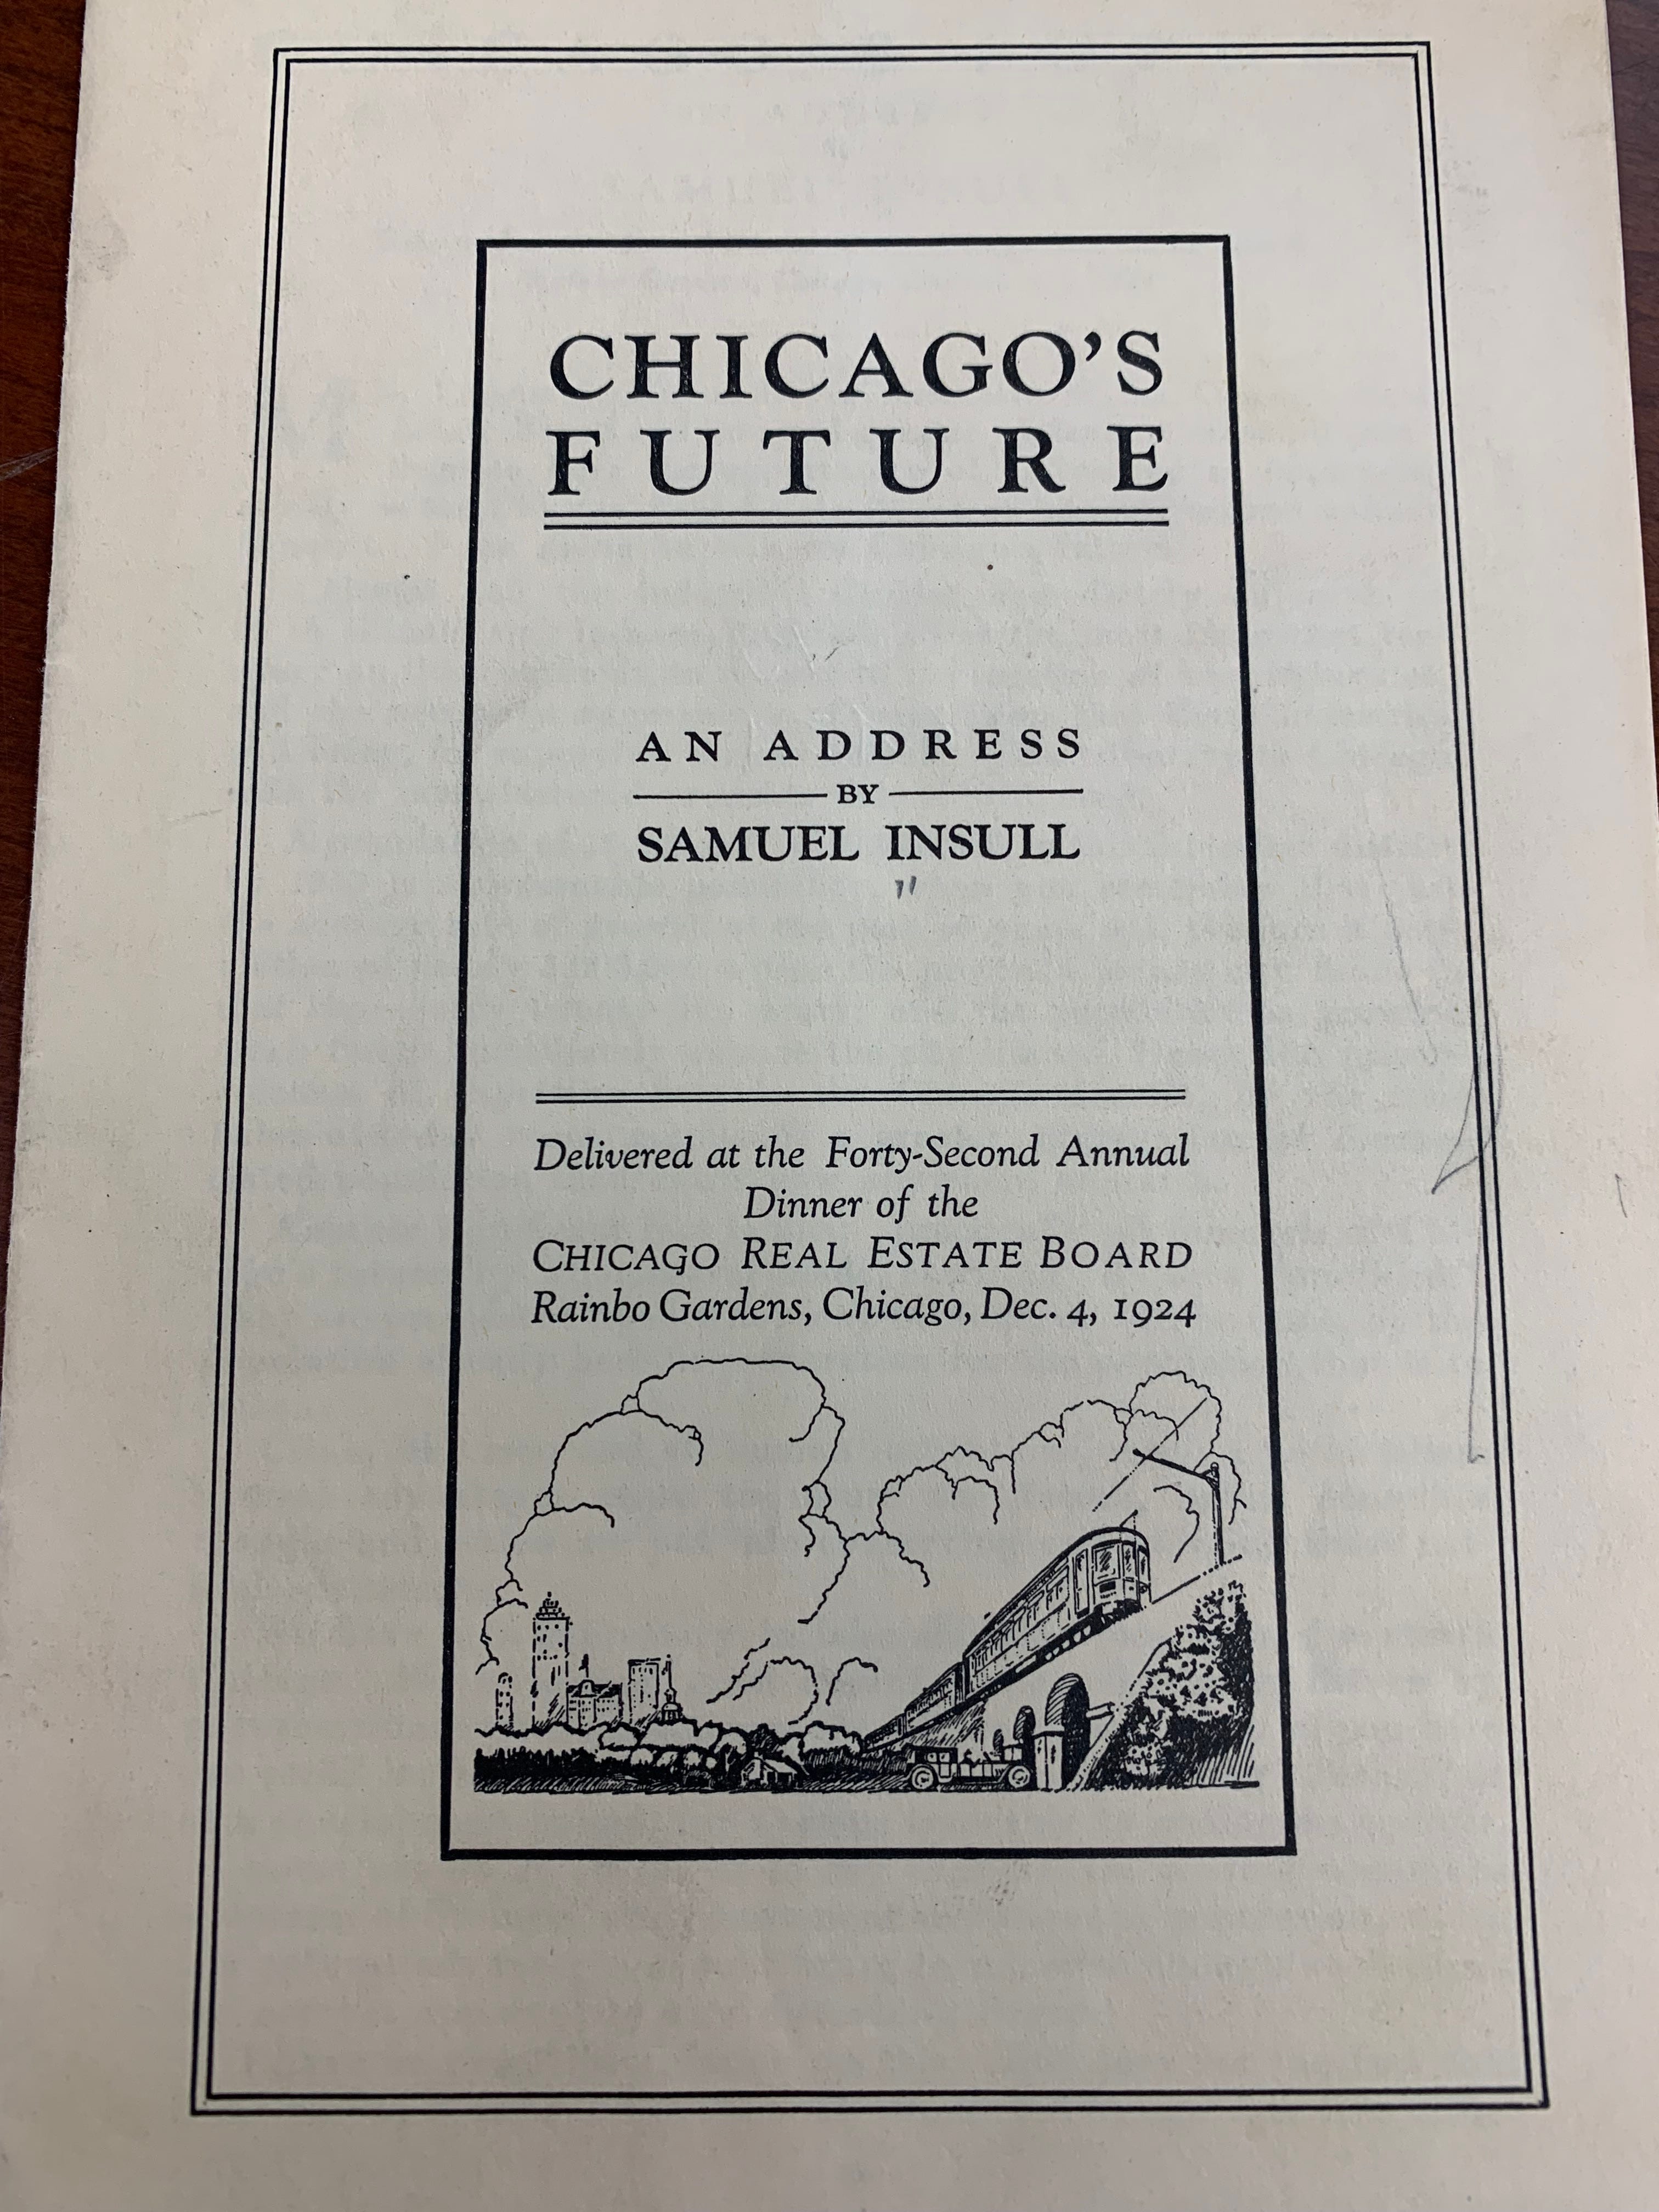 CHICAGO'S
FUTURE
AN ADDRESS
BY
SAMUEL INSULL
Delivered at the Forty-Second Annual
Dinner of the
CHICAGO REAL ESTATE BOARD
Rainbo Gardens, Chicago, Dec. 4, 1924